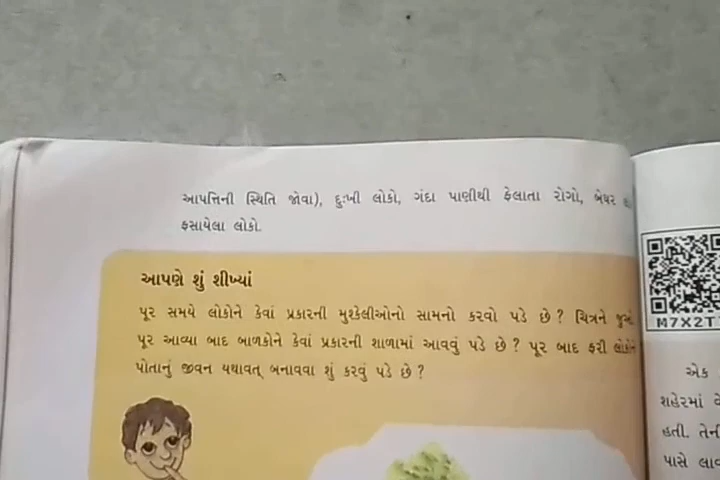 આપત્તિની સ્થિતિ જોવા), દુઃખી લોકો, ગંદા પાણીથી ફેલાતા રોગો, બેઘર
ફસાયેલા લોકો.
આપણે શું શીખ્યાં
પૂર સમયે લોકોને કેવાં પ્રકારની મુશ્કેલીઓનો સામનો કરવો પડે છે ? ચિત્રને જુઓ.
પૂર આવ્યા બાદ બાળકોને કેવાં પ્રકારની શાળામાં આવવું પડે છે ? પૂર બાદ ફરી લોકોને
પોતાનું જીવન યથાવત્ બનાવવા શું કરવું પડે છે ?
M7X2T
એક
શહેરમાં
હતી. તેની
પાસે